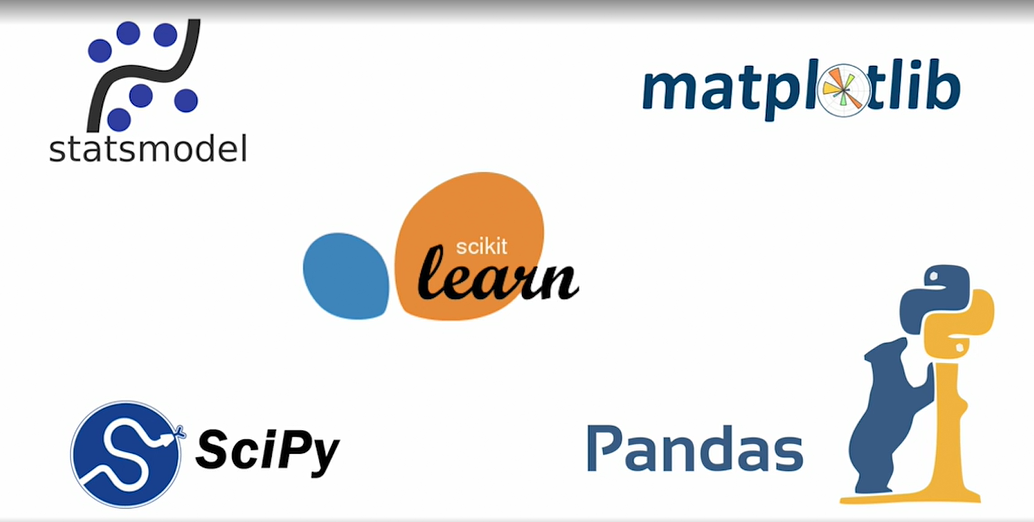 statsmodel
matplotlib
scikit
learn
SciPy
Pandas